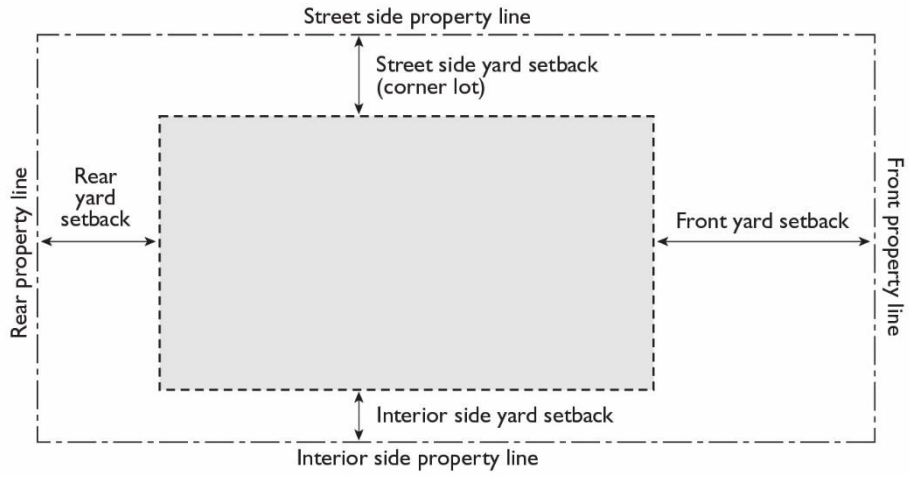 Street side property line
Street side yard setback
(corner lot)
Rear
yard
setback
Rear property line
Front yard setback
Front property line
Interior side yard setback
Interior side property line